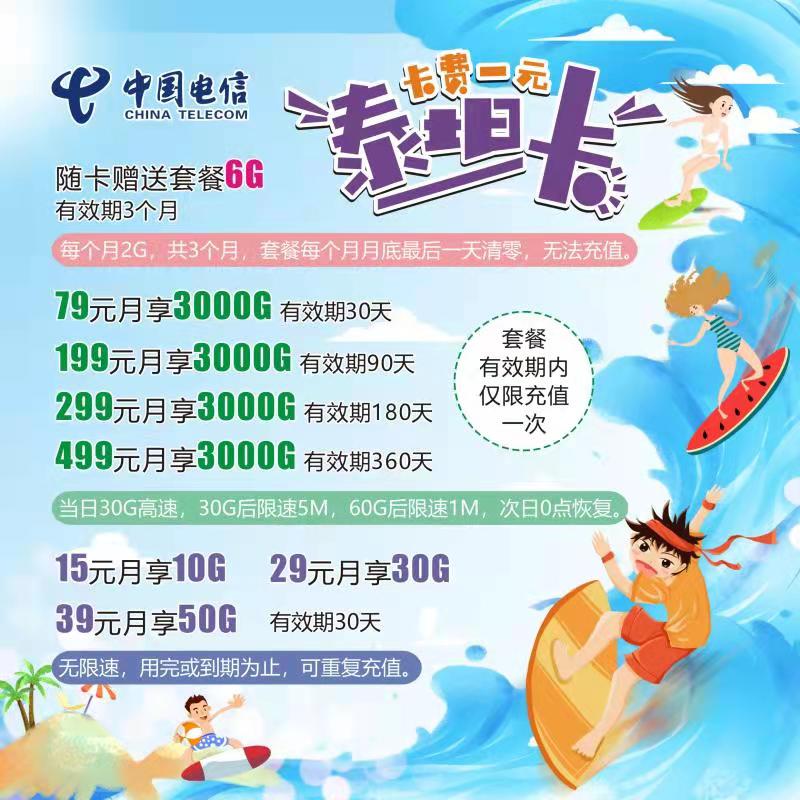 中国电信
CHINA TELECOM
卡费一元
泰坦卡
随卡赠送套餐6G
有效期3个月
每个月2G，共3个月，套餐每个月月底最后一天清零，无法充值。
79元月享3000G 有效期30天
199元月享3000G 有效期90天
299元月享3000G 有效期180天
499元月享3000G 有效期360天
套餐
有效期内
仅限充值
一次
当日30G高速，30G后限速5M，60G后限速1M，次日0点恢复。
15元月享10G 29元月享30G
39元月享50G 有效期30天
无限速，用完或到期为止，可重复充值。